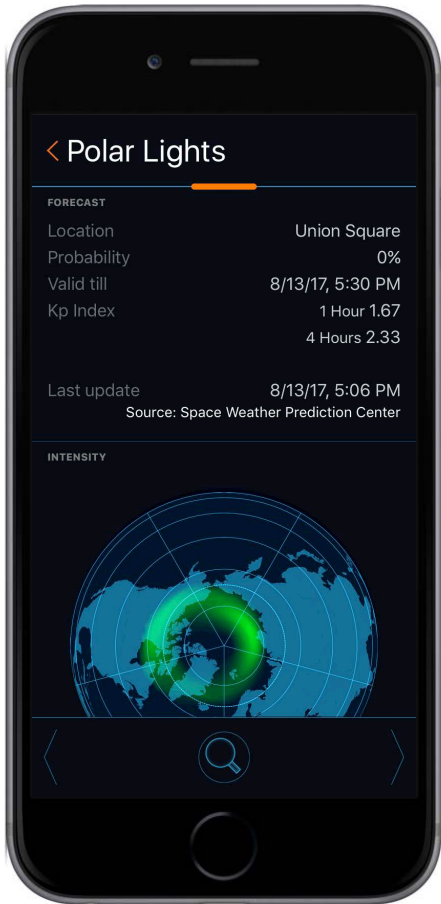 Polar Lights
FORECAST
Location Union Square
Probability 0%
Valid till 8/13/17, 5:30 PM
Kp Index 1 Hour 1.67
4 Hours 2.33
Last update 8/13/17, 5:06 PM
Source: Space Weather Prediction Center
INTENSITY